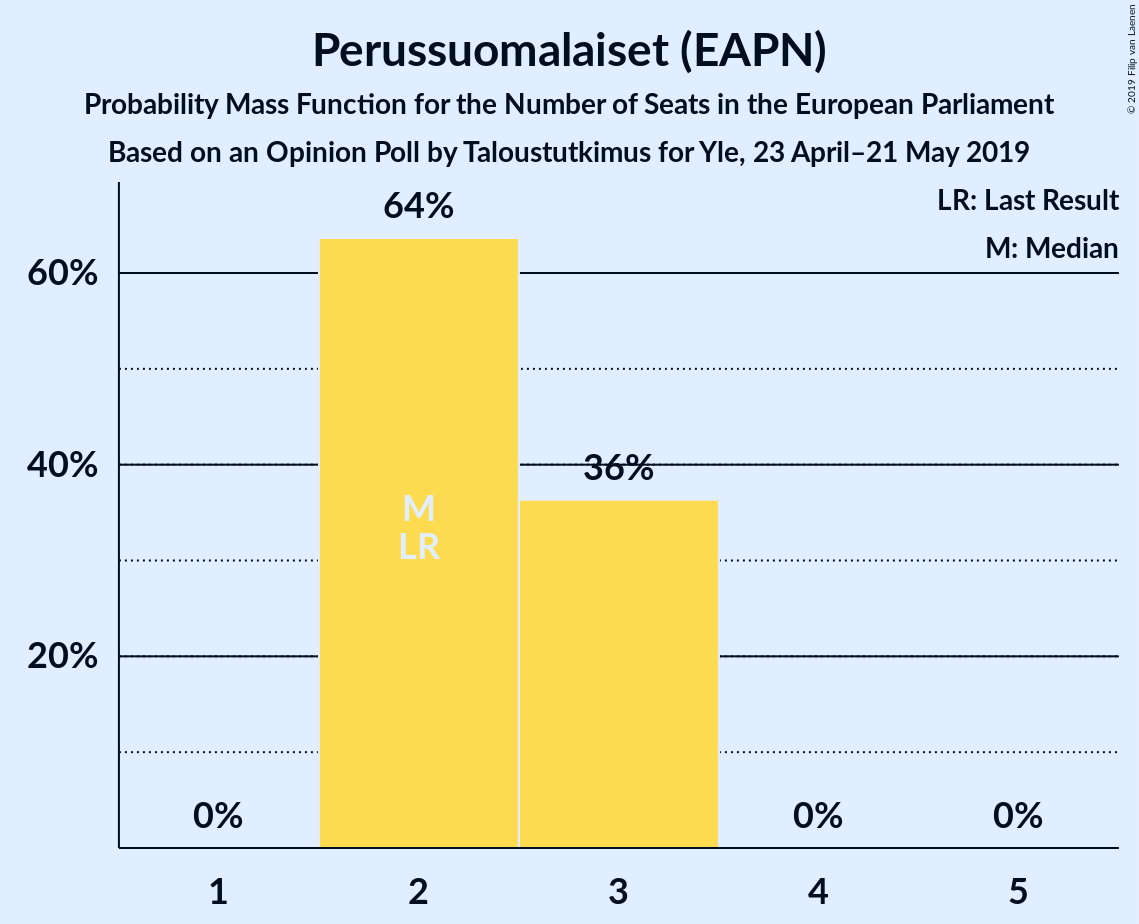 Perussuomalaiset (EAPN)
Probability Mass Function for the Number of Seats in the European Parliament
Based on an Opinion Poll by Taloustutkimus for Yle, 23 April–21 May 2019
© 2019 Filip van Laenen
LR: Last Result
M: Median
64%
60%
40%
36%
M
LR
20%
0%
0%
0%
1
2
3
4
5